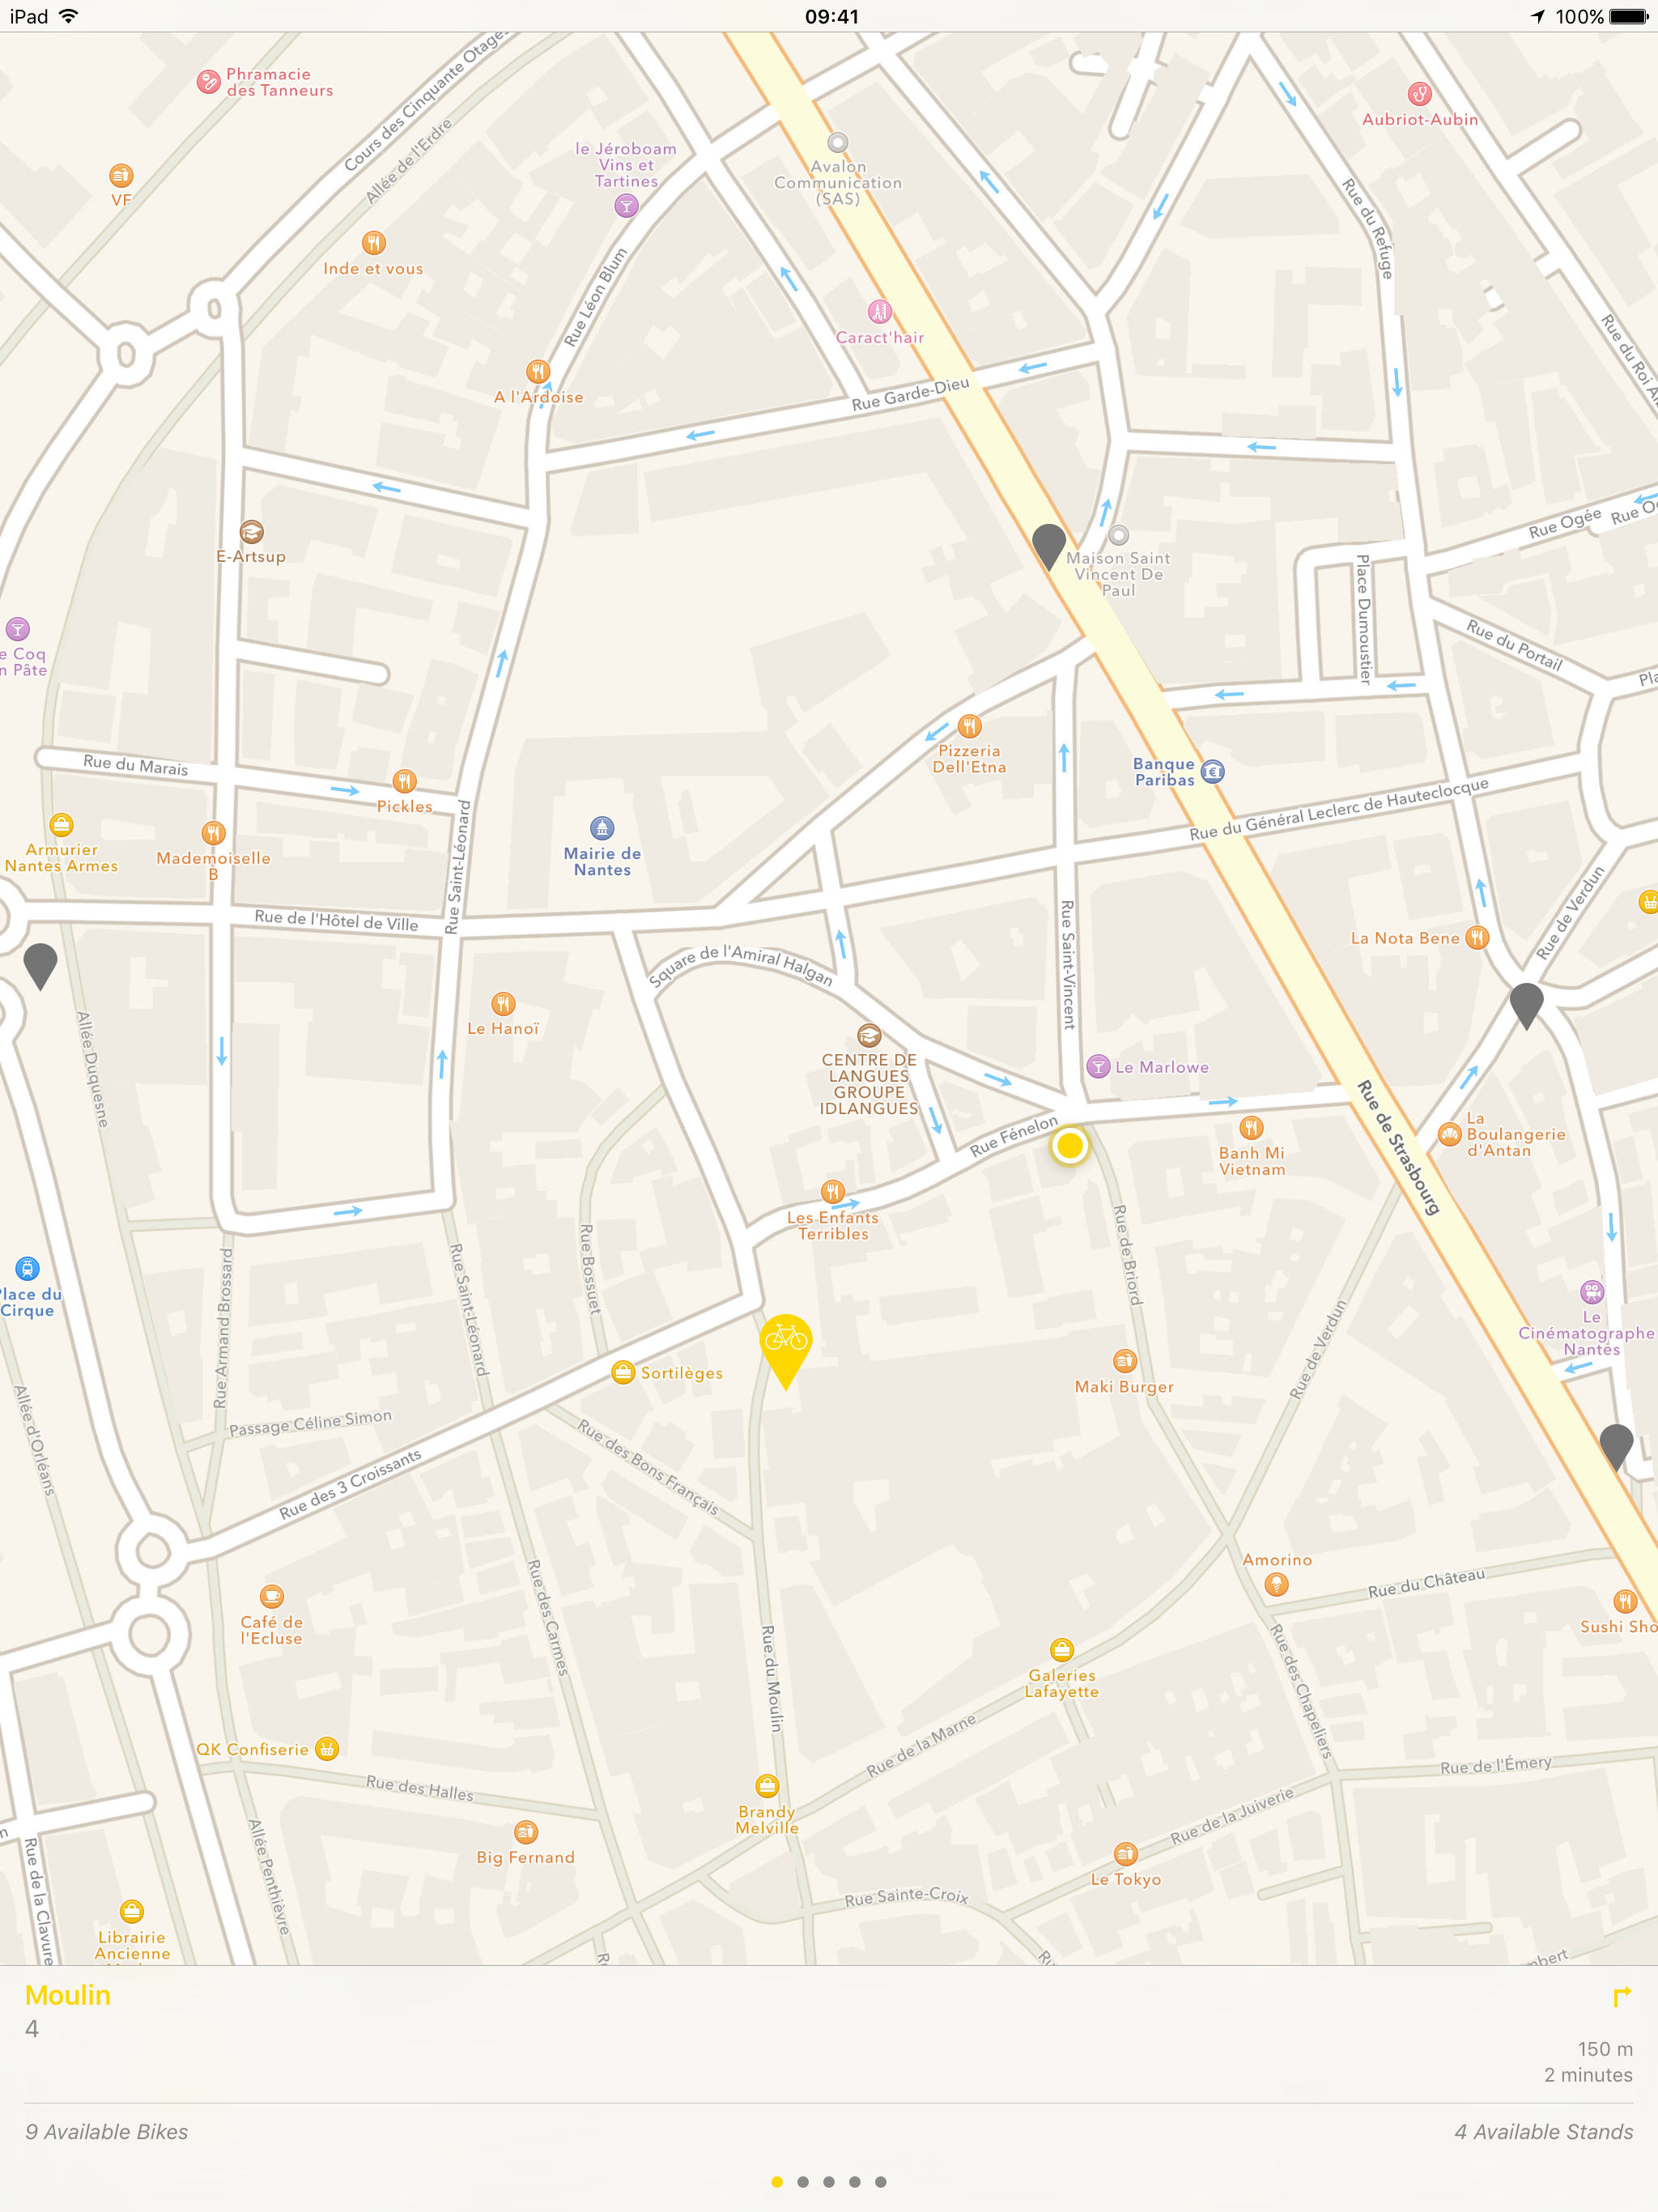 iPad
09:41
100%
Phramacie
des Tanneurs
Cours des Cinquante Otages
Allée de l'Erdre
VF
Inde et vous
le Jéroboam
Vins et
Tartines
Avalon
Communication
(SAS)
Aubriot-Aubin
Rue du Refuge
Rue Léon Blum
Caract'hair
A l'Ardoise
Rue Garde-Dieu
E-Artsup
Maison Saint
Vincent De
Paul
Rue Ogée
Place Dumoustier
Rue du Portail
Coq
Pâte
Rue du Marais
Pickles
Pizzeria
Dell'Etna
Banque
Paribas
Rue du Général Leclerc de Hauteclocque
Armurier
Nantes Armes
Mademoiselle
B
Mairie de
Nantes
Rue Saint-Léonard
Rue de l'Hôtel de Ville
Square de l'Amiral Halgan
Rue Saint-Vincent
La Nota Bene
Rue de Verdun
Le Hanoï
Allée Duquesne
CENTRE DE
LANGUES
GROUPE
IDLANGUES
Le Marlowe
Rue Fénelon
Banh Mi
Vietnam
La
Boulangerie
d'Antan
Rue de Strasbourg
Les Enfants
Terribles
Rue de Briord
Rue Bossuet
Rue Armand Brossard
Rue Saint-Léonard
Place du
Cirque
Le
Cinématographe
Nantes
Rue de Verdun
Sortilèges
Maki Burger
Allée d'Orléans
Passage Céline Simon
Rue des 3 Croissants
Rue des Bons Français
Amorino
Rue du Château
Café de
l'Ecluse
Rue des Carmes
Rue du Moulin
Sushi Sho
Galeries
Lafayette
Rue des Chapeliers
QK Confiserie
Rue de la Marne
Rue de l'Émery
Rue des Halles
Brandy
Melville
Rue de la Juiverie
Big Fernand
Allée Penthièvre
Rue de la Clavure
Le Tokyo
Rue Sainte-Croix
Librairie
Ancienne
Moulin
4
150 m
2 minutes
9 Available Bikes
4 Available Stands